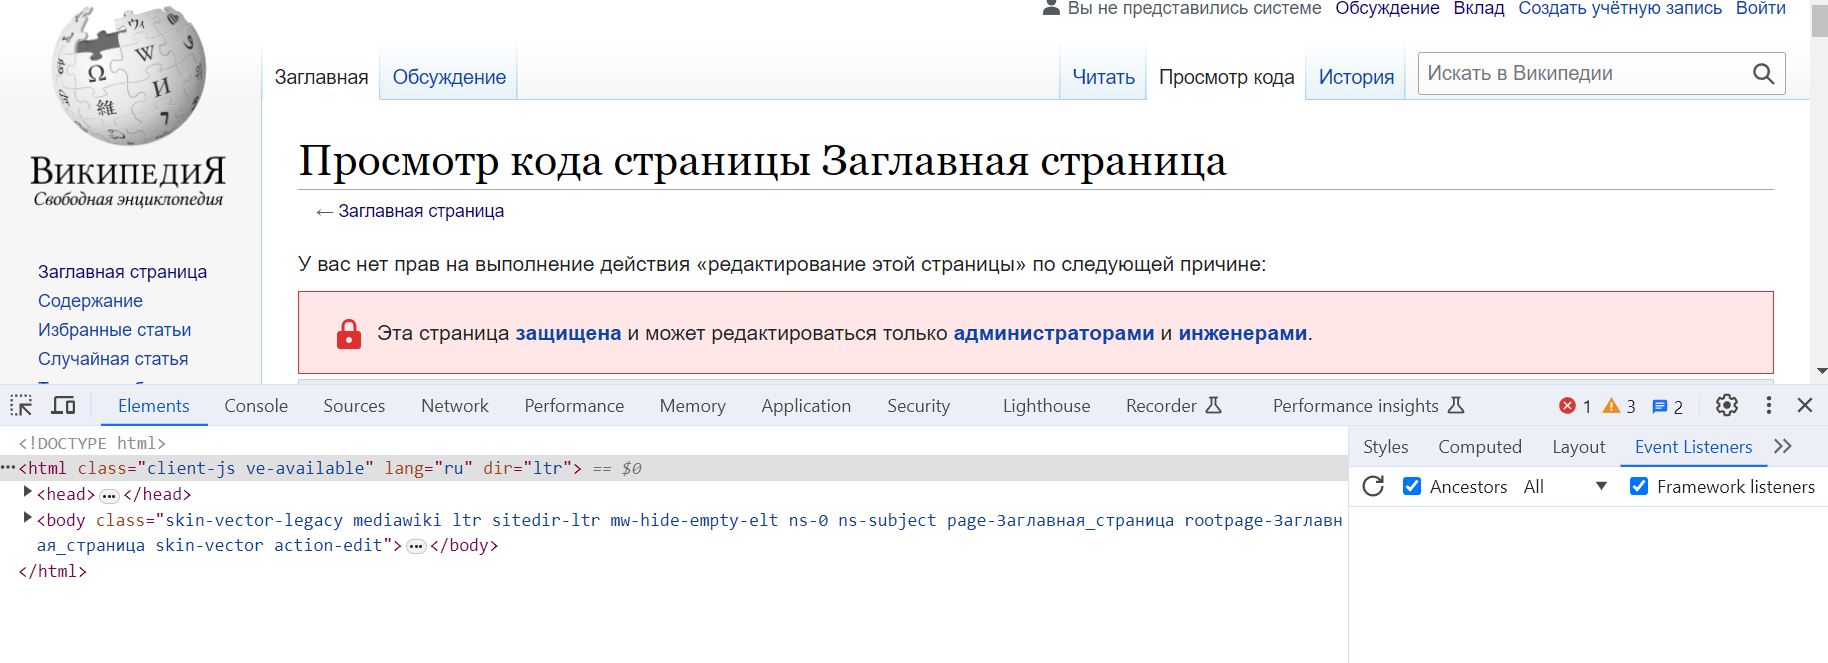 Вы не представились системе Обсуждение Вклад Создать учётную запись Войти
Заглавная Обсуждение Читать Просмотр кода История Искать в Википедии
Ω W И 維 ו
ВикипедиЯ
Свободная энциклопедия
Заглавная страница
Содержание
Избранные статьи
Случайная статья
Просмотр кода страницы Заглавная страница
← Заглавная страница
У вас нет прав на выполнение действия «редактирование этой страницы» по следующей причине:
Эта страница защищена и может редактироваться только администраторами и инженерами.
Elements Console Sources Network Performance Memory Application Security Lighthouse Recorder Performance insights 1 3 2
<!DOCTYPE html>
<html class="client-js ve-available" lang="ru" dir="ltr"> == $0
<head>…</head>
<body class="skin-vector-legacy mediawiki ltr sitedir-ltr mw-hide-empty-elt ns-0 ns-subject page-Заглавная_страница rootpage-Заглавн
ая_страница skin-vector action-edit">…</body>
</html>
Styles Computed Layout Event Listeners
Ancestors All Framework listeners